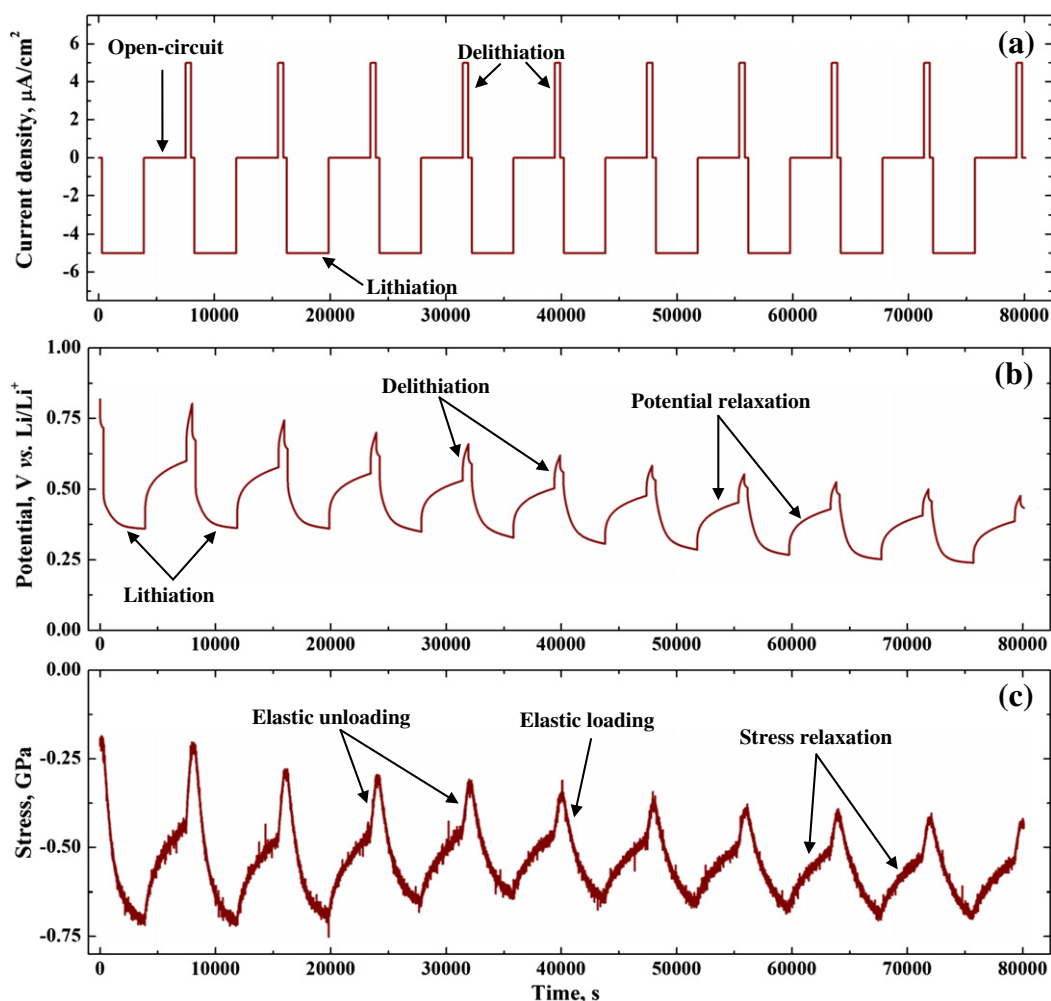 (a)
Open-circuit
Delithiation
Lithiation
Current density, µA/cm²
6
4
2
0
-2
-4
-6
0 10000 20000 30000 40000 50000 60000 70000 80000
(b)
Delithiation
Potential relaxation
Lithiation
Potential, V vs. Li/Li⁺
1.00
0.75
0.50
0.25
0.00
0 10000 20000 30000 40000 50000 60000 70000 80000
(c)
Elastic unloading
Elastic loading
Stress relaxation
Stress, GPa
0.00
-0.25
-0.50
-0.75
0 10000 20000 30000 40000 50000 60000 70000 80000
Time, s